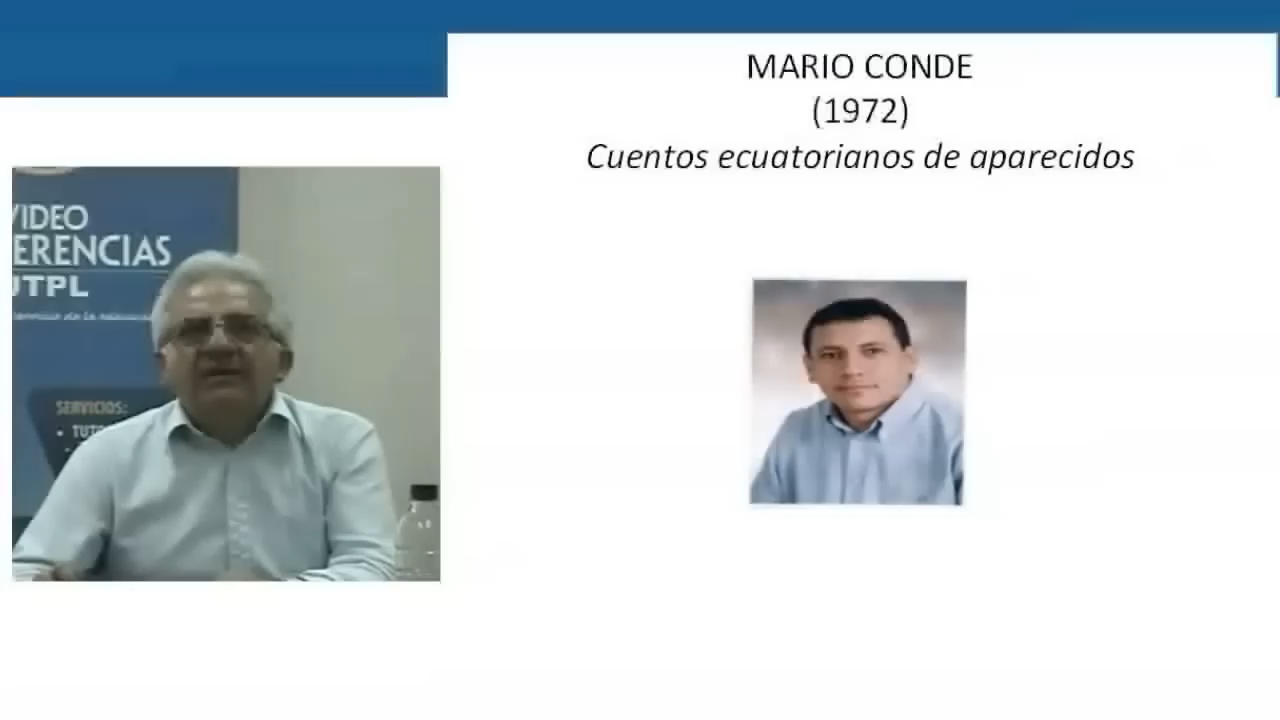 MARIO CONDE
(1972)
Cuentos ecuatorianos de aparecidos
VIDEO
ERENCIAS
UTPL
SERVICIOS: